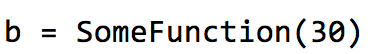 b = SomeFunction(30)